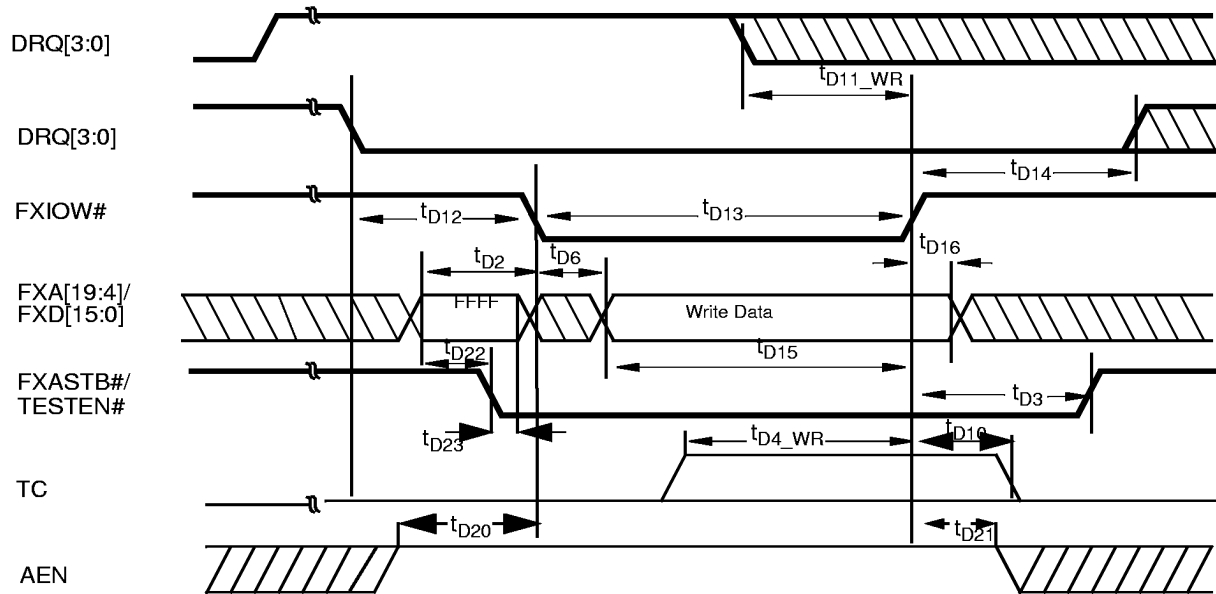 DRQ[3:0]
tD11_WR
DRQ[3:0]
tD14
FXIOW#
tD12
tD13
tD16
tD2
tD6
FXA[19:4]/
FXD[15:0]
FFFF
Write Data
tD22
tD15
FXASTB#/
TESTEN#
tD3
tD23
tD4_WR
tD10
TC
tD20
tD21
AEN